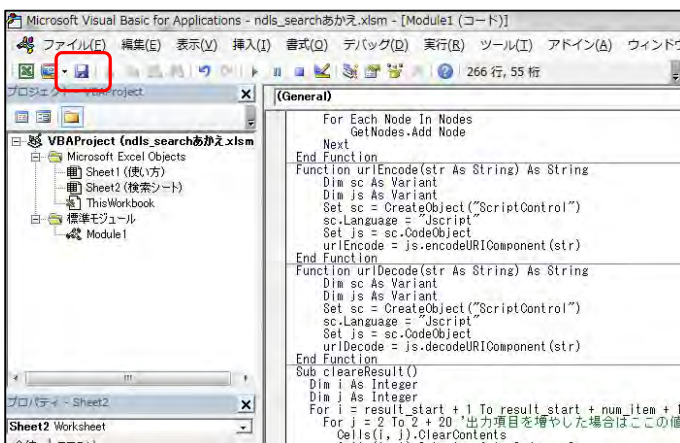 Microsoft Visual Basic for Applications - ndls_searchあかえ.xlsm - [Module1 (コード)]
ファイル(F) 編集(E) 表示(V) 挿入(I) 書式(O) デバッグ(D) 実行(R) ツール(T) アドイン(A) ウィンドウ
266 行, 55 桁
プロジェクト - VBAProject
(General)
VBAProject (ndls_searchあかえ.xlsm
Microsoft Excel Objects
Sheet1 (使い方)
Sheet2 (検索シート)
ThisWorkbook
標準モジュール
Module1
For Each Node In Nodes
GetNodes.Add Node
Next
End Function
Function urlEncode(str As String) As String
Dim sc As Variant
Dim js As Variant
Set sc = CreateObject("ScriptControl")
sc.Language = "Jscript"
Set js = sc.CodeObject
urlEncode = js.encodeURIComponent(str)
End Function
Function urlDecode(str As String) As String
Dim sc As Variant
Dim js As Variant
Set sc = CreateObject("ScriptControl")
sc.Language = "Jscript"
Set js = sc.CodeObject
urlDecode = js.decodeURIComponent(str)
End Function
Sub cleareResult()
Dim i As Integer
Dim j As Integer
For i = result_start + 1 To result_start + num_item + 1
For j = 2 To 2 + 20 '出力項目を増やした場合はここの値
Cells(i, j).ClearContents
プロパティ - Sheet2
Sheet2 Worksheet